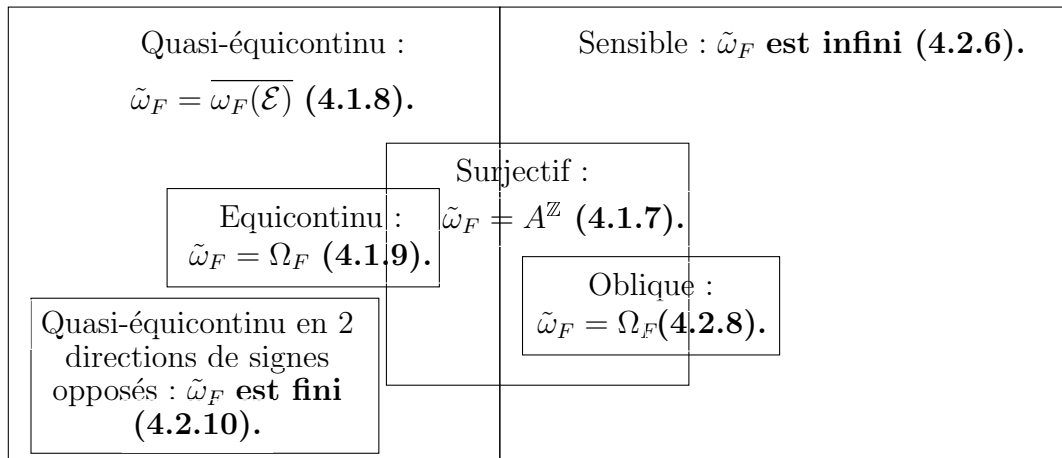 Quasi-équicontinu :
ω̃_F = \overline{ω_F(ℰ)} (4.1.8).
Sensible : ω̃_F est infini (4.2.6).
Surjectif :
ω̃_F = A^ℤ (4.1.7).
Equicontinu :
ω̃_F = Ω_F (4.1.9).
Oblique :
ω̃_F = Ω_F(4.2.8).
Quasi-équicontinu en 2
directions de signes
opposés : ω̃_F est fini
(4.2.10).